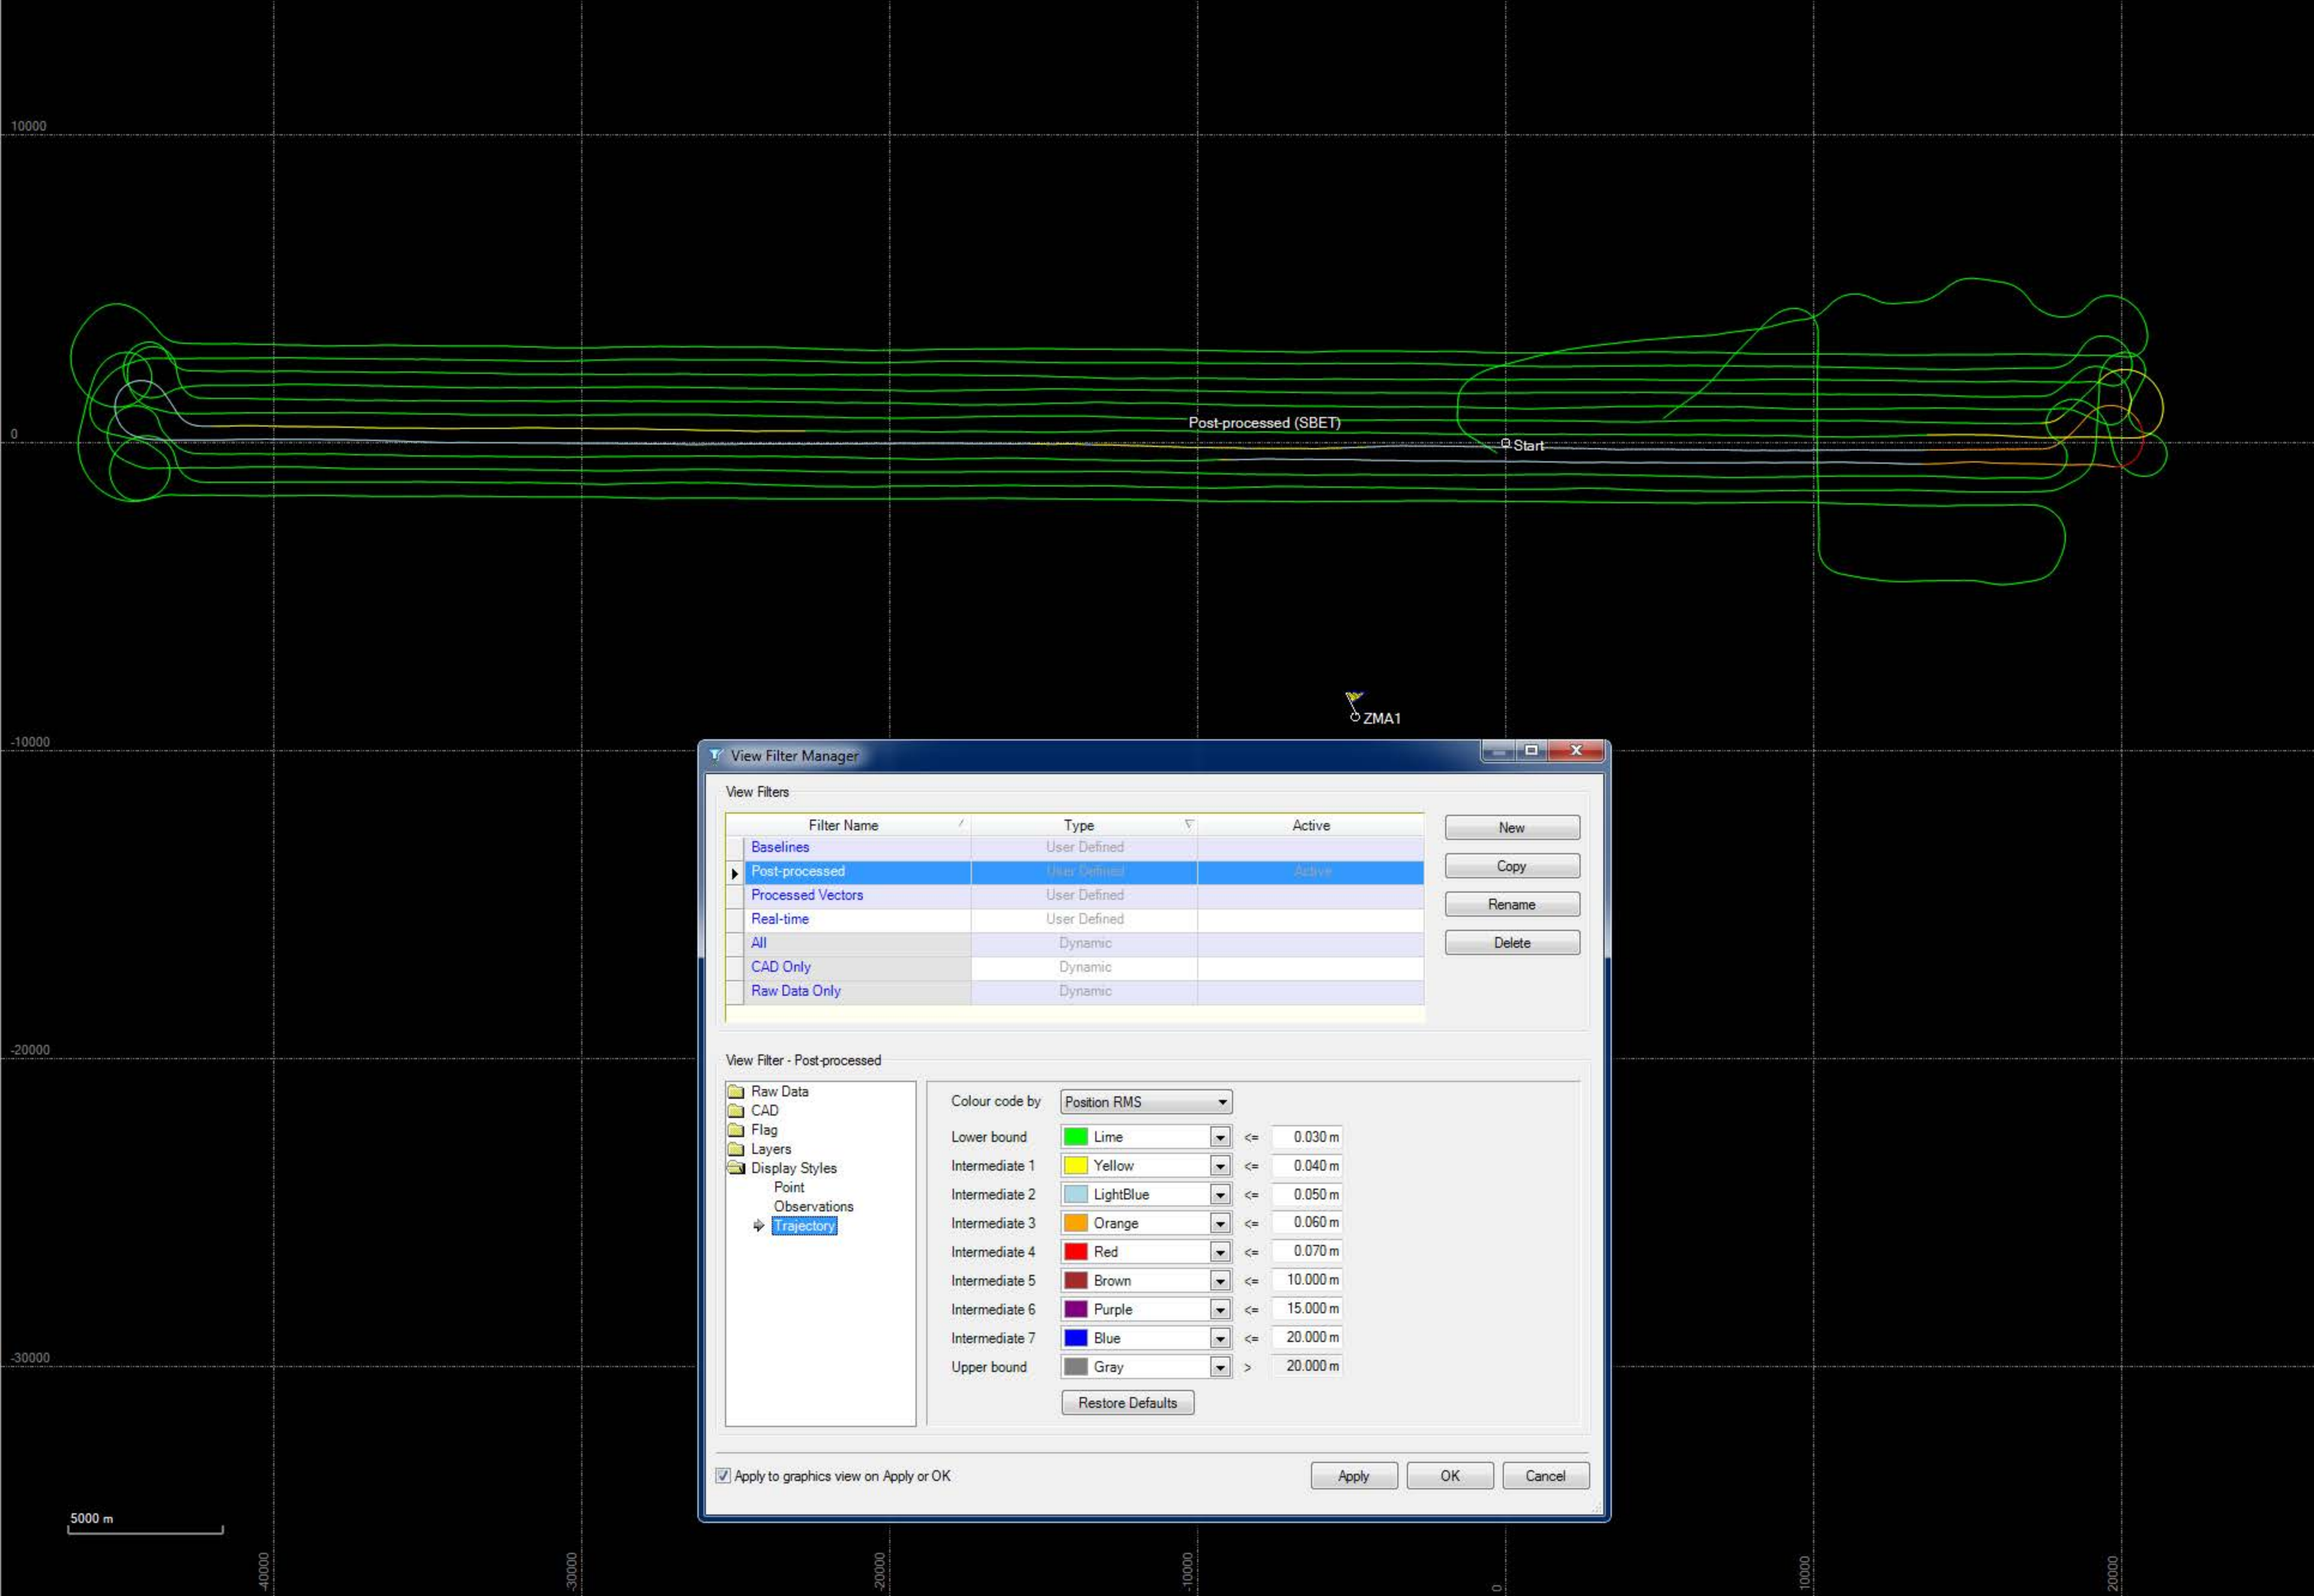 10000
0
Post-processed (SBET)
Start
ZMA1
-10000
-20000
-30000
5000 m
-40000
-30000
-20000
-10000
0
10000
20000
View Filter Manager
View Filters
Filter Name Type Active
Baselines User Defined
Post-processed User Defined Active
Processed Vectors User Defined
Real-time User Defined
All Dynamic
CAD Only Dynamic
Raw Data Only Dynamic
New
Copy
Rename
Delete
View Filter - Post-processed
Raw Data
CAD
Flag
Layers
Display Styles
Point
Observations
Trajectory
Colour code by Position RMS
Lower bound Lime <= 0.030 m
Intermediate 1 Yellow <= 0.040 m
Intermediate 2 LightBlue <= 0.050 m
Intermediate 3 Orange <= 0.060 m
Intermediate 4 Red <= 0.070 m
Intermediate 5 Brown <= 10.000 m
Intermediate 6 Purple <= 15.000 m
Intermediate 7 Blue <= 20.000 m
Upper bound Gray > 20.000 m
Restore Defaults
Apply to graphics view on Apply or OK
Apply OK Cancel